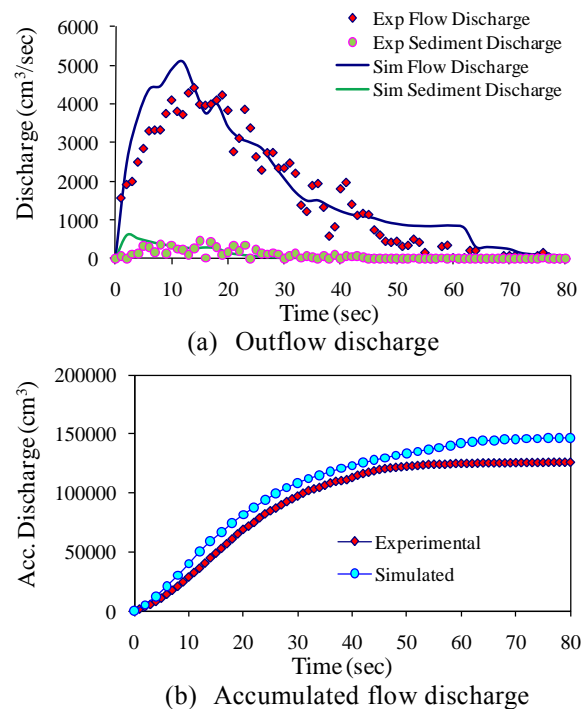 Exp Flow Discharge
Exp Sediment Discharge
Sim Flow Discharge
Sim Sediment Discharge
Discharge (cm³/sec)
6000
5000
4000
3000
2000
1000
0
0 10 20 30 40 50 60 70 80
Time (sec)
(a) Outflow discharge
Acc. Discharge (cm³)
200000
150000
100000
50000
0
Experimental
Simulated
0 10 20 30 40 50 60 70 80
Time (sec)
(b) Accumulated flow discharge